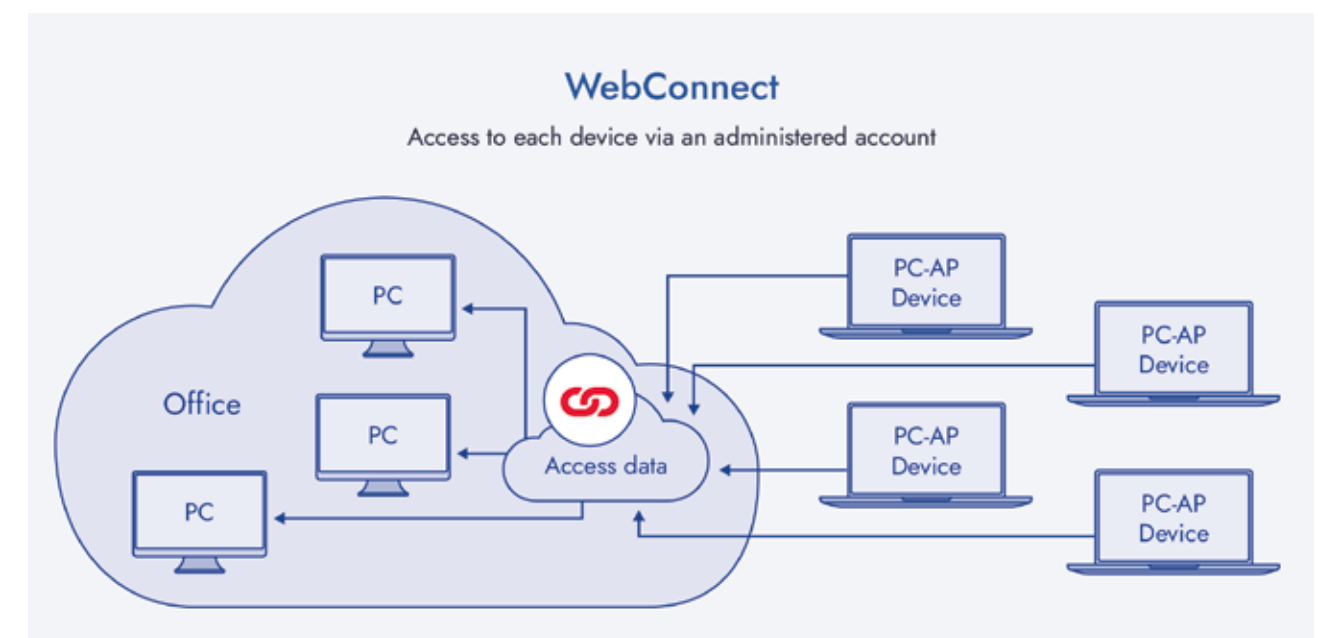 WebConnect
Access to each device via an administered account
PC
Office
PC
PC
Access data
PC-AP
Device
PC-AP
Device
PC-AP
Device
PC-AP
Device